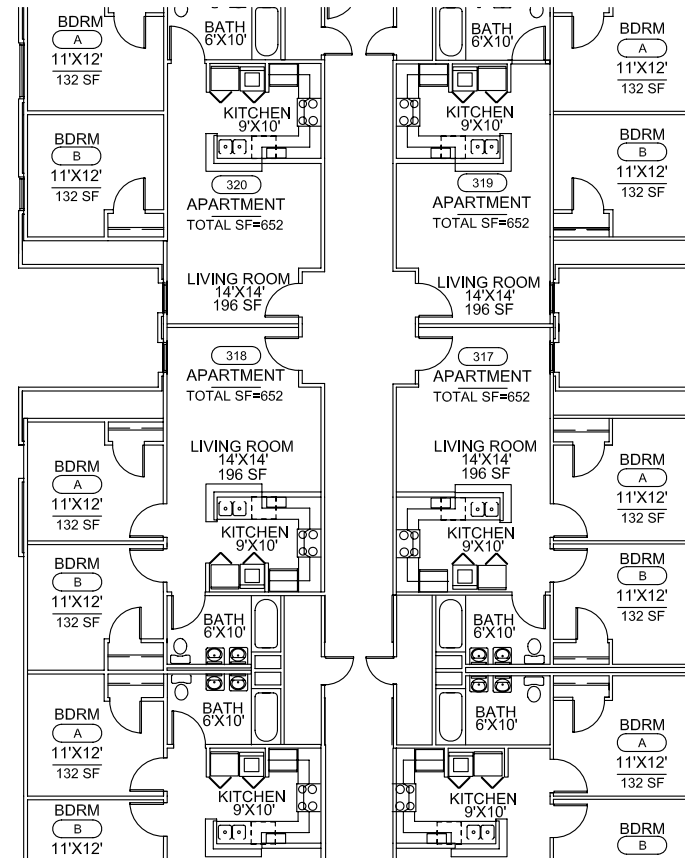 BDRM
A
11'X12'
132 SF
BATH
6'X10'
BATH
6'X10'
BDRM
A
11'X12'
132 SF
KITCHEN
9'X10'
KITCHEN
9'X10'
BDRM
B
11'X12'
132 SF
BDRM
B
11'X12'
132 SF
320
APARTMENT
TOTAL SF=652
319
APARTMENT
TOTAL SF=652
LIVING ROOM
14'X14'
196 SF
LIVING ROOM
14'X14'
196 SF
318
APARTMENT
TOTAL SF=652
317
APARTMENT
TOTAL SF=652
BDRM
A
11'X12'
132 SF
LIVING ROOM
14'X14'
196 SF
LIVING ROOM
14'X14'
196 SF
BDRM
A
11'X12'
132 SF
KITCHEN
9'X10'
KITCHEN
9'X10'
BDRM
B
11'X12'
132 SF
BDRM
B
11'X12'
132 SF
BATH
6'X10'
BATH
6'X10'
BDRM
A
11'X12'
132 SF
BATH
6'X10'
BATH
6'X10'
BDRM
A
11'X12'
132 SF
KITCHEN
9'X10'
KITCHEN
9'X10'
BDRM
B
11'X12'
BDRM
B